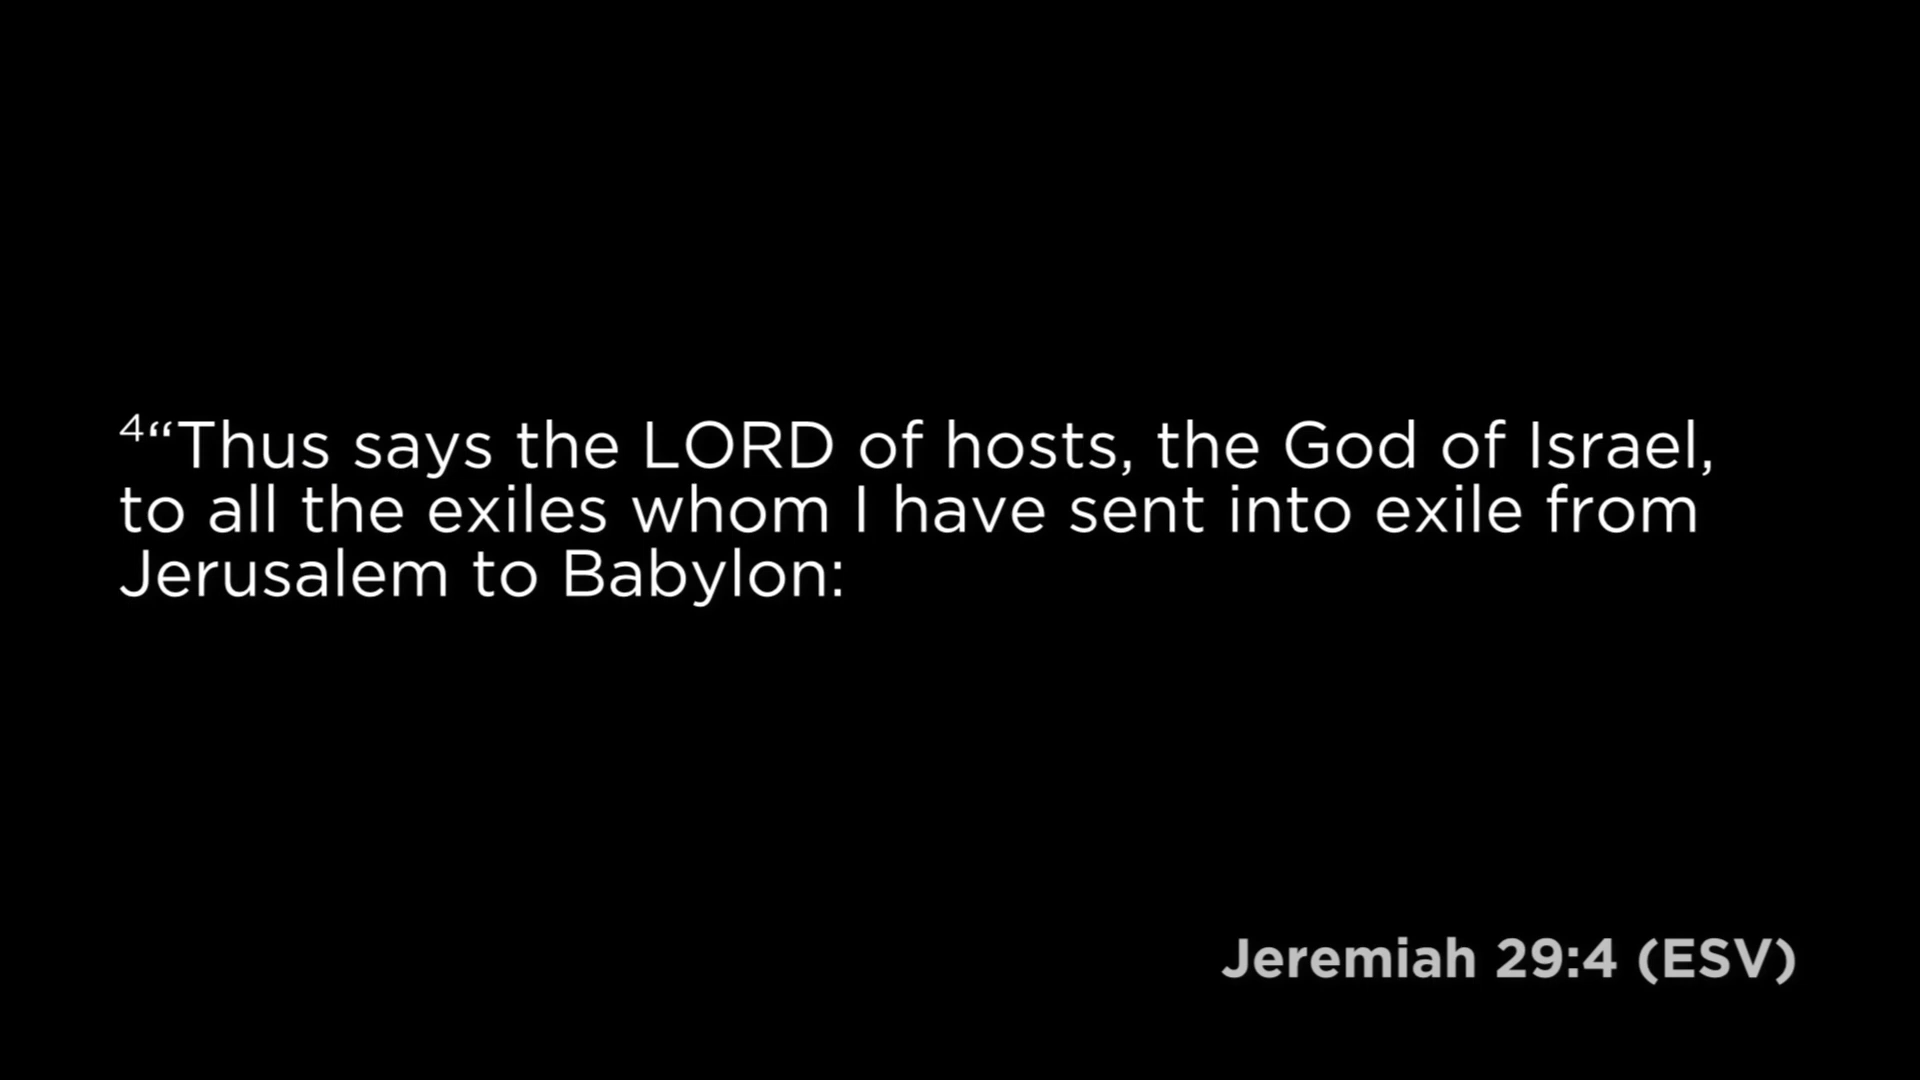 ⁴“Thus says the LORD of hosts, the God of Israel,
to all the exiles whom I have sent into exile from
Jerusalem to Babylon:
Jeremiah 29:4 (ESV)